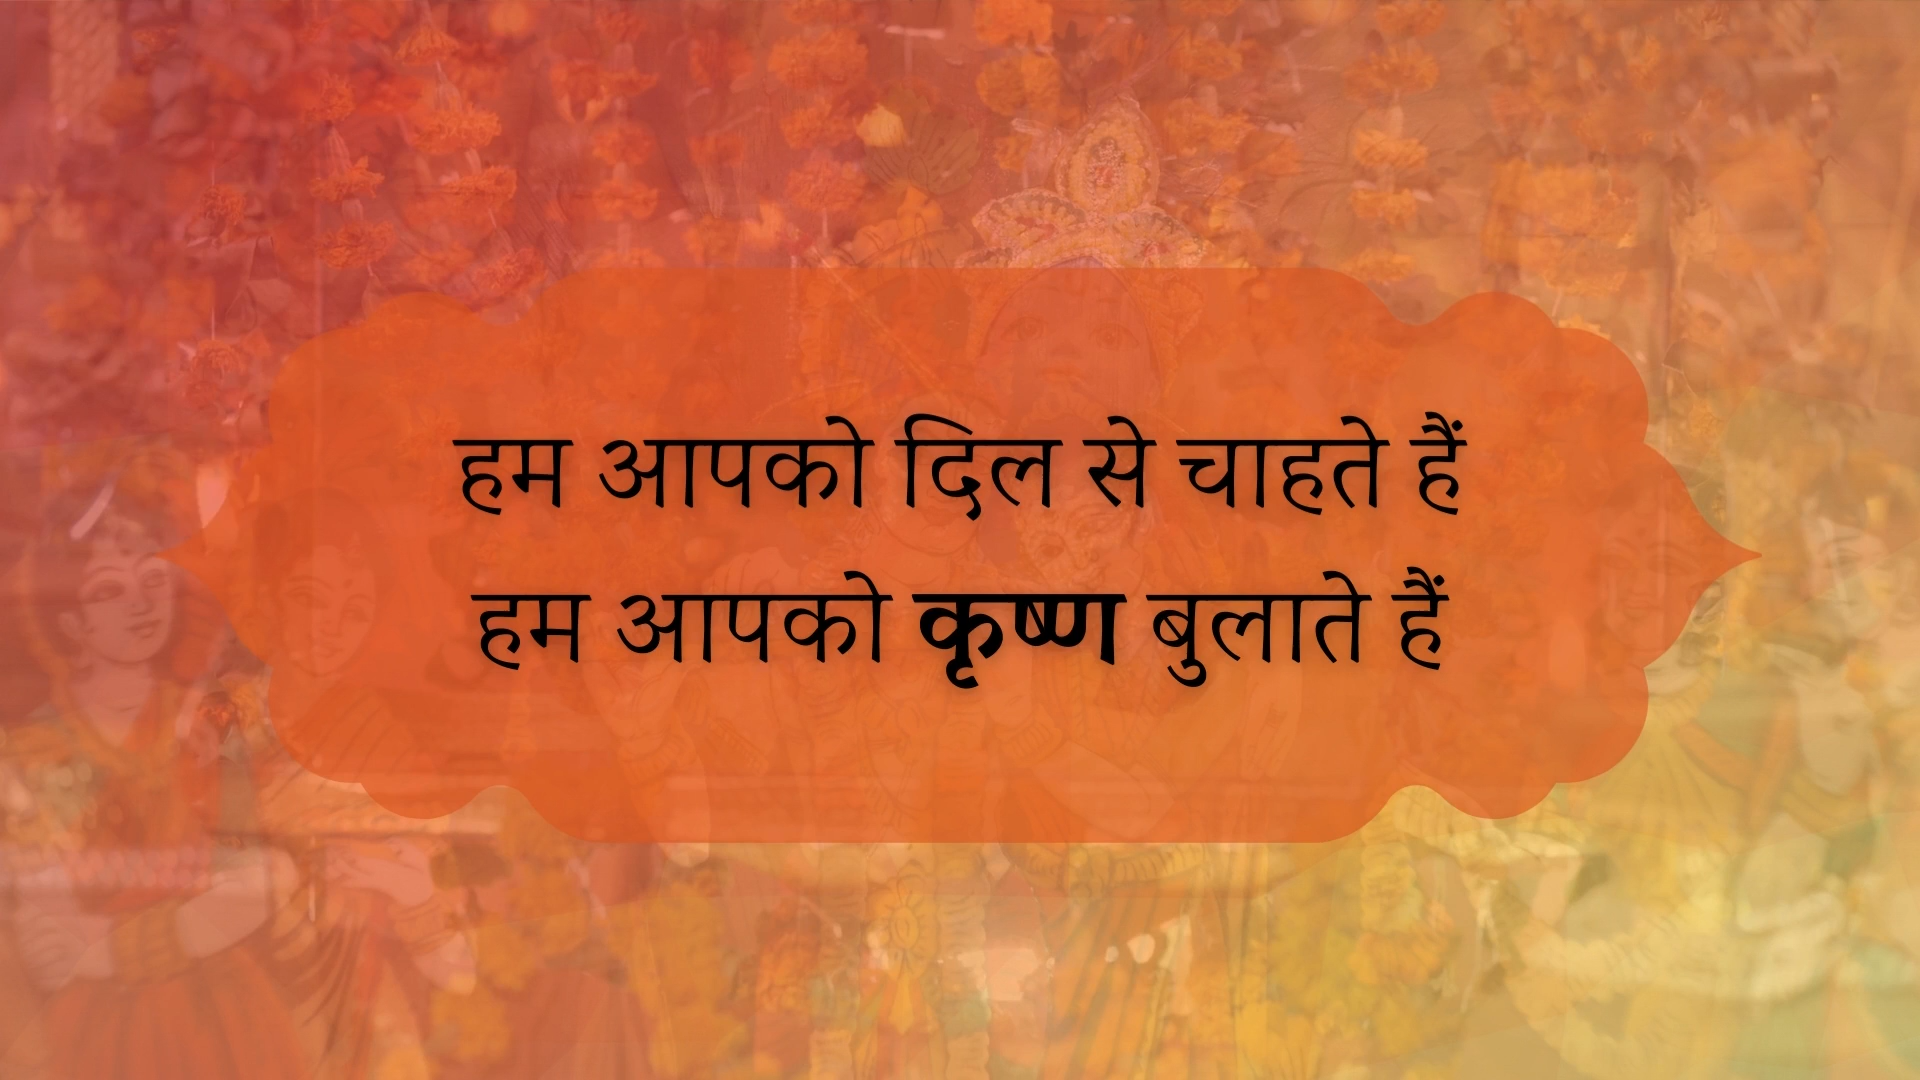 हम आपको दिल से चाहते हैं
हम आपको कृष्ण बुलाते हैं